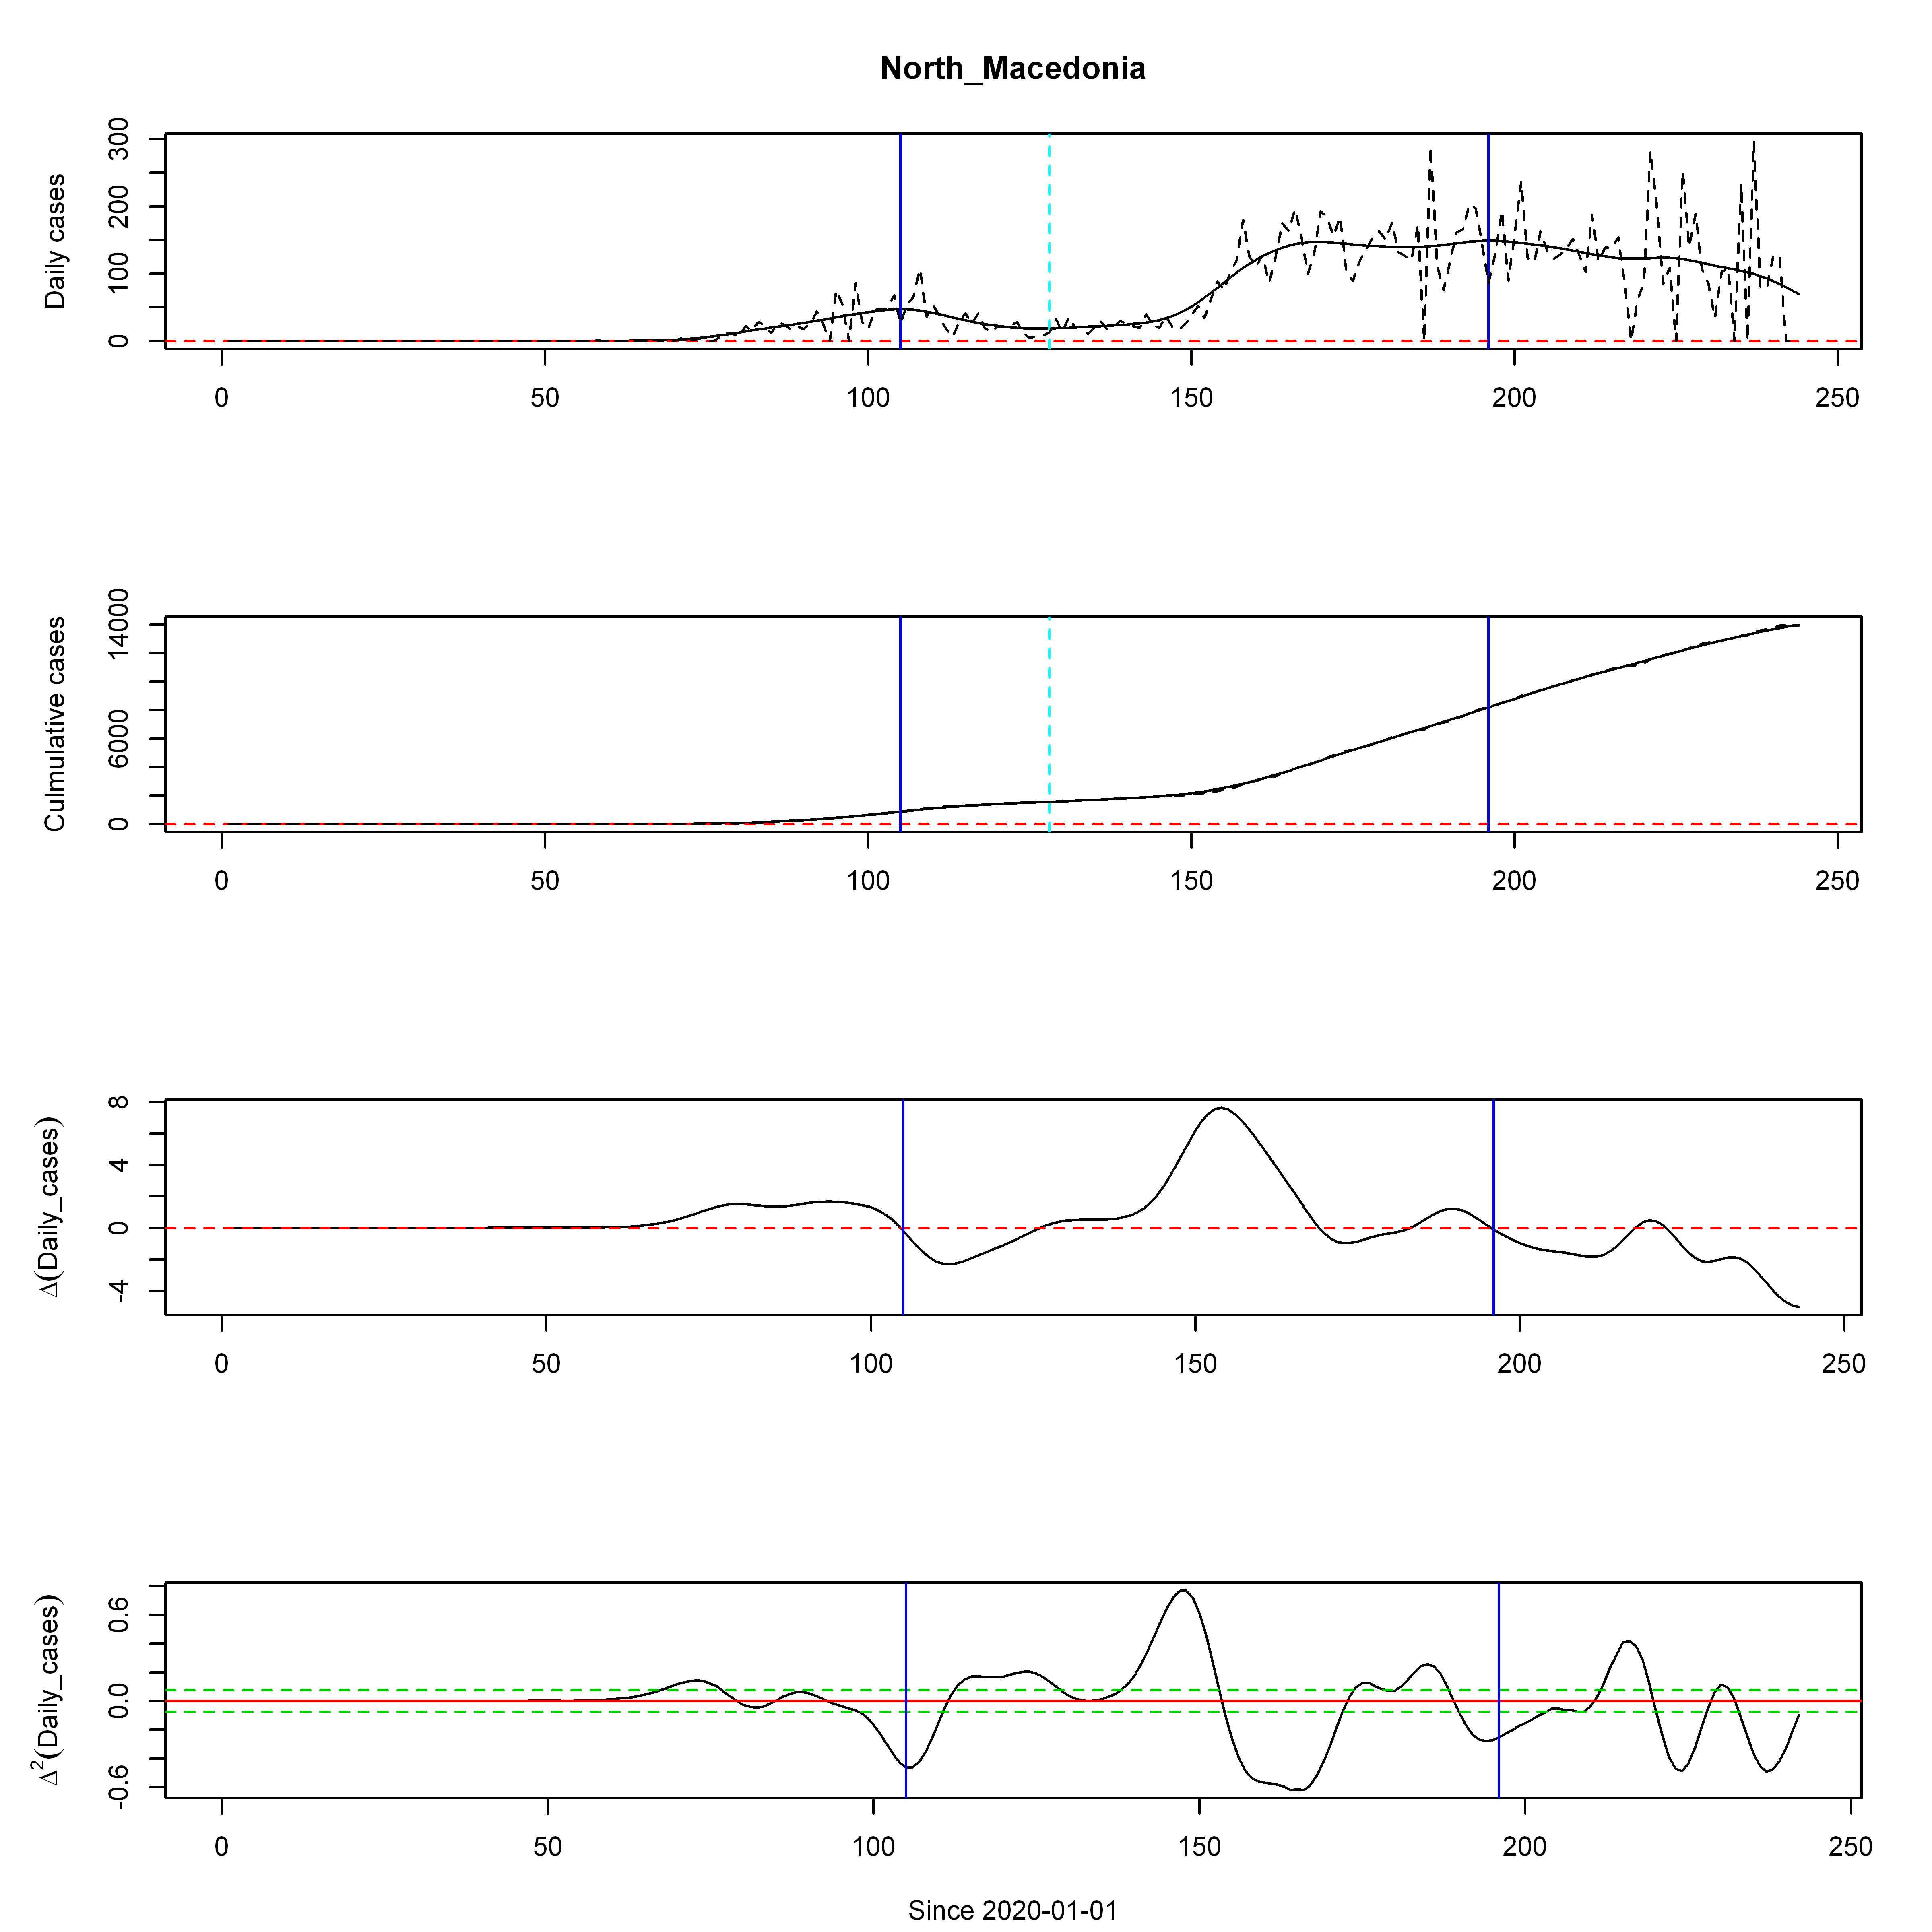 North_Macedonia
Daily cases
300
200
100
0
0 50 100 150 200 250
Culmulative cases
14000
6000
0
0 50 100 150 200 250
Δ(Daily_cases)
8
4
0
-4
0 50 100 150 200 250
Δ²(Daily_cases)
0.6
0.0
-0.6
0 50 100 150 200 250
Since 2020-01-01